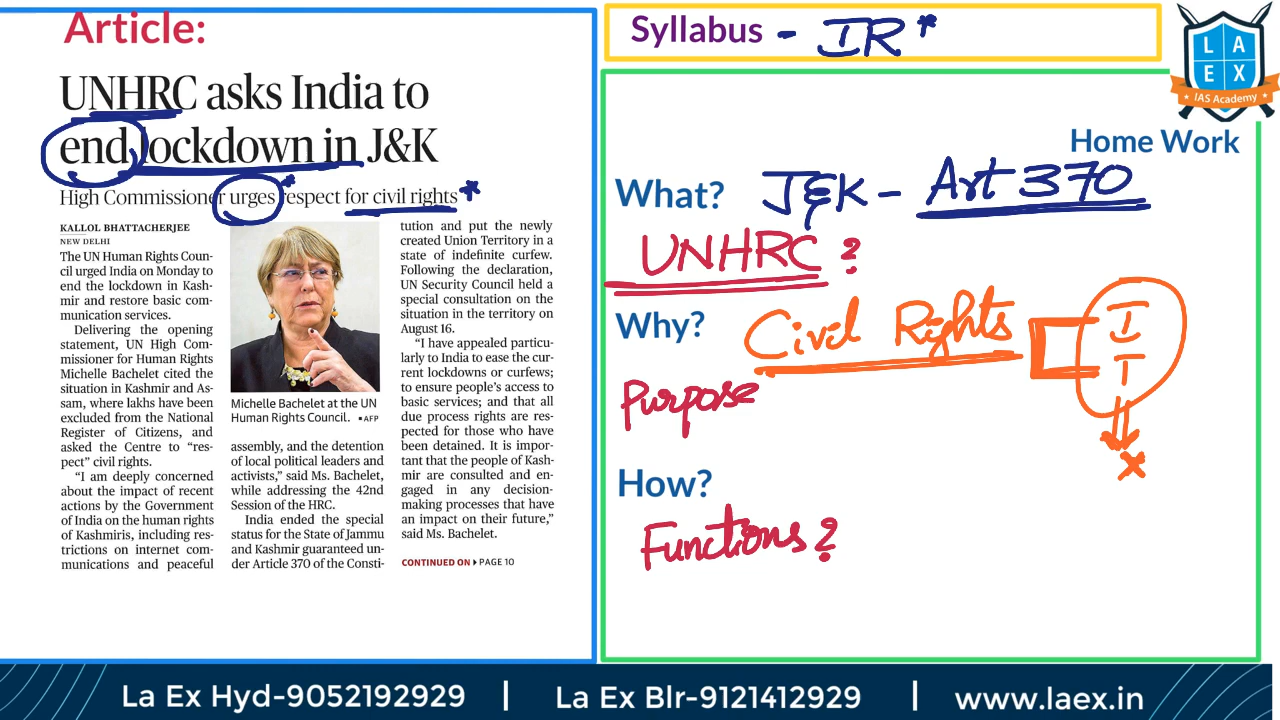 Article:
UNHRC asks India to
end lockdown in J&K
High Commissioner urges respect for civil rights
KALLOL BHATTACHERJEE
NEW DELHI
The UN Human Rights Coun-
cil urged India on Monday to
end the lockdown in Kash-
mir and restore basic com-
munication services.
Delivering the opening
statement, UN High Com-
missioner for Human Rights
Michelle Bachelet cited the
situation in Kashmir and As-
sam, where lakhs have been
excluded from the National
Register of Citizens, and
asked the Centre to “res-
pect” civil rights.
“I am deeply concerned
about the impact of recent
actions by the Government
of India on the human rights
of Kashmiris, including res-
trictions on internet com-
munications and peaceful
Michelle Bachelet at the UN
Human Rights Council. ▪AFP
assembly, and the detention
of local political leaders and
activists,” said Ms. Bachelet,
while addressing the 42nd
Session of the HRC.
India ended the special
status for the State of Jammu
and Kashmir guaranteed un-
der Article 370 of the Consti-
tution and put the newly
created Union Territory in a
state of indefinite curfew.
Following the declaration,
UN Security Council held a
special consultation on the
situation in the territory on
August 16.
“I have appealed particu-
larly to India to ease the cur-
rent lockdowns or curfews;
to ensure people’s access to
basic services; and that all
due process rights are res-
pected for those who have
been detained. It is impor-
tant that the people of Kash-
mir are consulted and en-
gaged in any decision-
making processes that have
an impact on their future,”
said Ms. Bachelet.
CONTINUED ON PAGE 10
Syllabus - IR*
L A
E X
IAS Academy
Home Work
What? J&K - Art 370
UNHRC ?
Why? Civil Rights
I
T
Purpose
How?
Functions ?
La Ex Hyd-9052192929 | La Ex Blr-9121412929 | www.laex.in